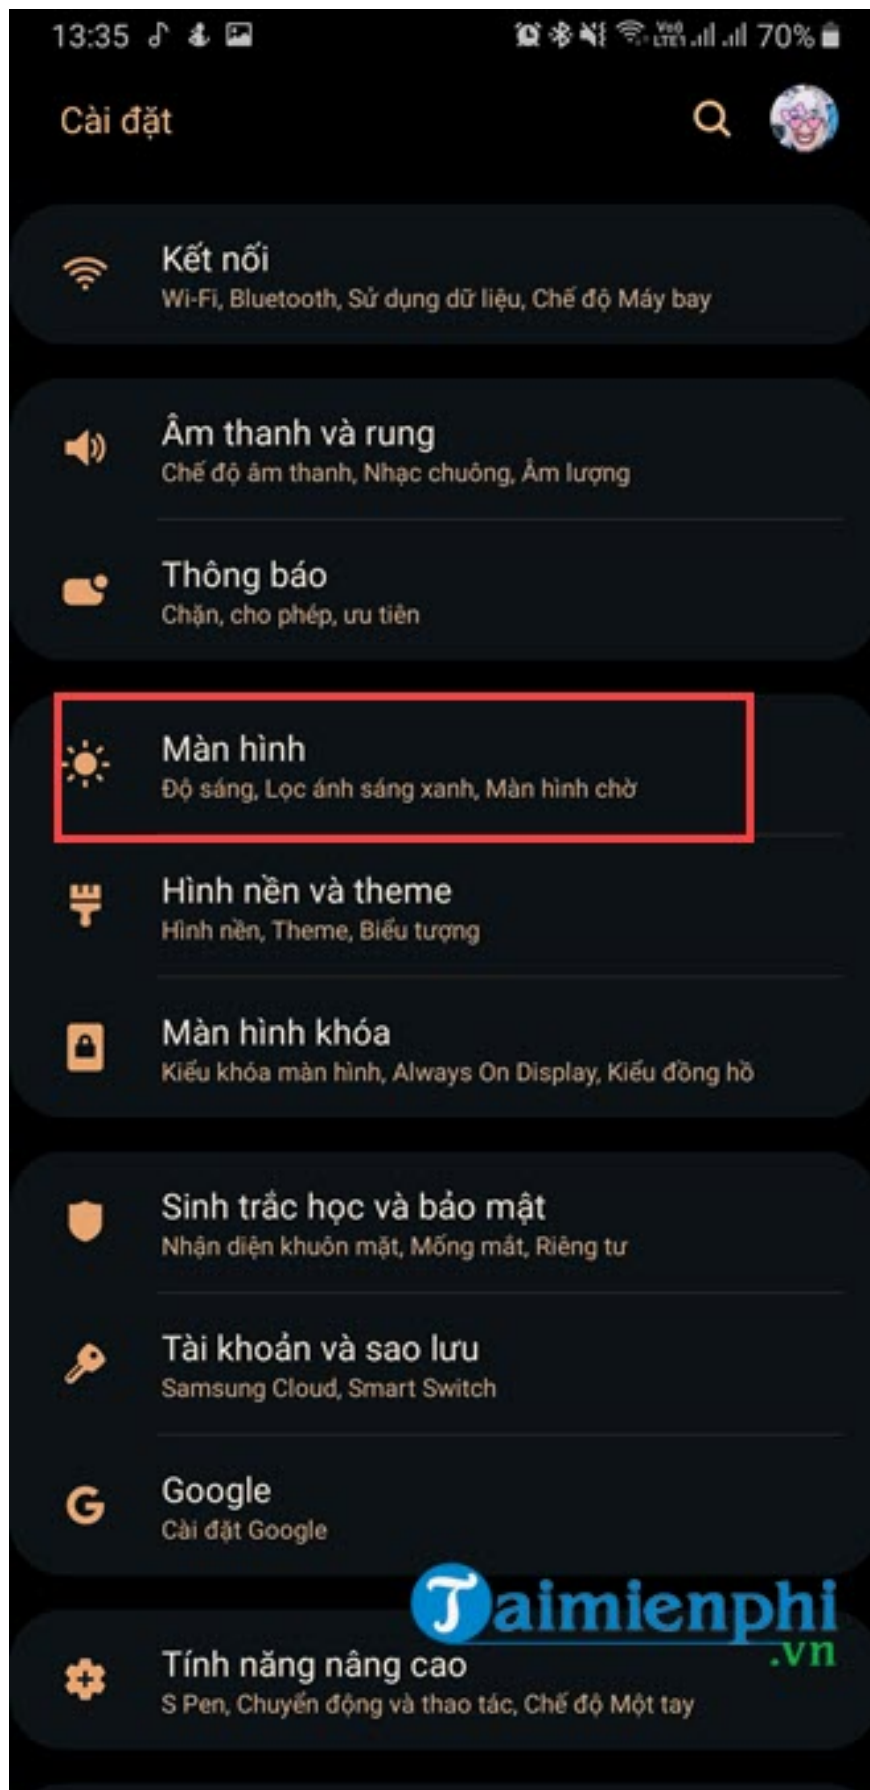 13:35
Vo)) LTE1 70%
Cài đặt
Kết nối
Wi-Fi, Bluetooth, Sử dụng dữ liệu, Chế độ Máy bay
Âm thanh và rung
Chế độ âm thanh, Nhạc chuông, Âm lượng
Thông báo
Chặn, cho phép, ưu tiên
Màn hình
Độ sáng, Lọc ánh sáng xanh, Màn hình chờ
Hình nền và theme
Hình nền, Theme, Biểu tượng
Màn hình khóa
Kiểu khóa màn hình, Always On Display, Kiểu đồng hồ
Sinh trắc học và bảo mật
Nhận diện khuôn mặt, Mống mắt, Riêng tư
Tài khoản và sao lưu
Samsung Cloud, Smart Switch
Google
Cài đặt Google
Taimienphi
.vn
Tính năng nâng cao
S Pen, Chuyển động và thao tác, Chế độ Một tay